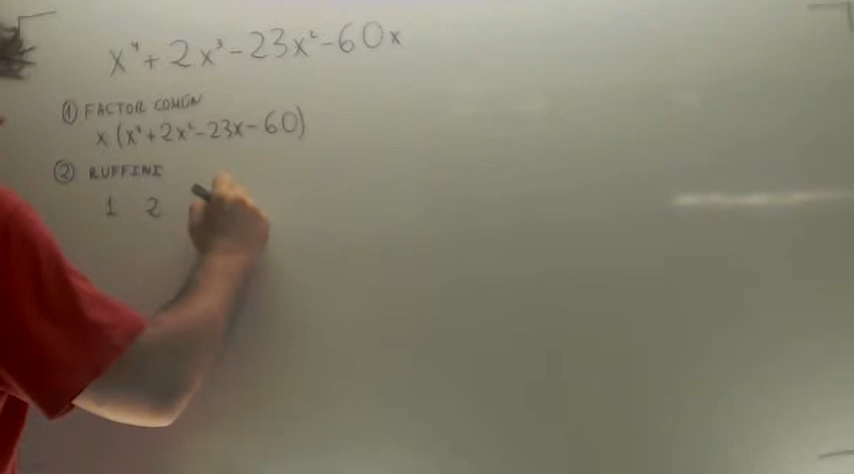 x⁴ + 2x³ - 23x² - 60x
① FACTOR COMÚN
x (x³ + 2x² - 23x - 60)
② RUFFINI
1 2